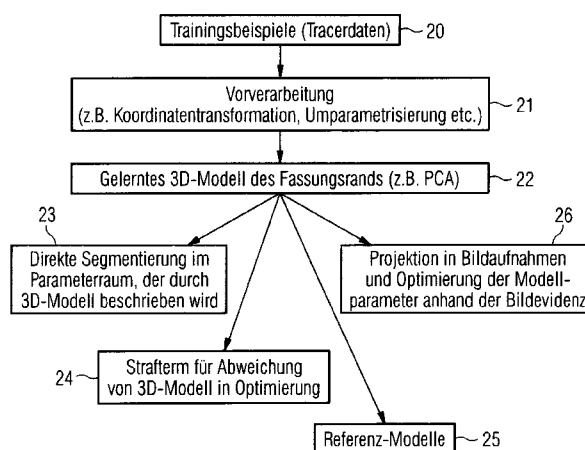 Trainingsbeispiele (Tracerdaten)
20
Vorverarbeitung
(z.B. Koordinatentransformation, Umparametrisierung etc.)
21
Gelerntes 3D-Modell des Fassungsrands (z.B. PCA)
22
23
Direkte Segmentierung im
Parameterraum, der durch
3D-Modell beschrieben wird
26
Projektion in Bildaufnahmen
und Optimierung der Modell-
parameter anhand der Bildevidenz
24
Strafterm für Abweichung
von 3D-Modell in Optimierung
Referenz-Modelle
25